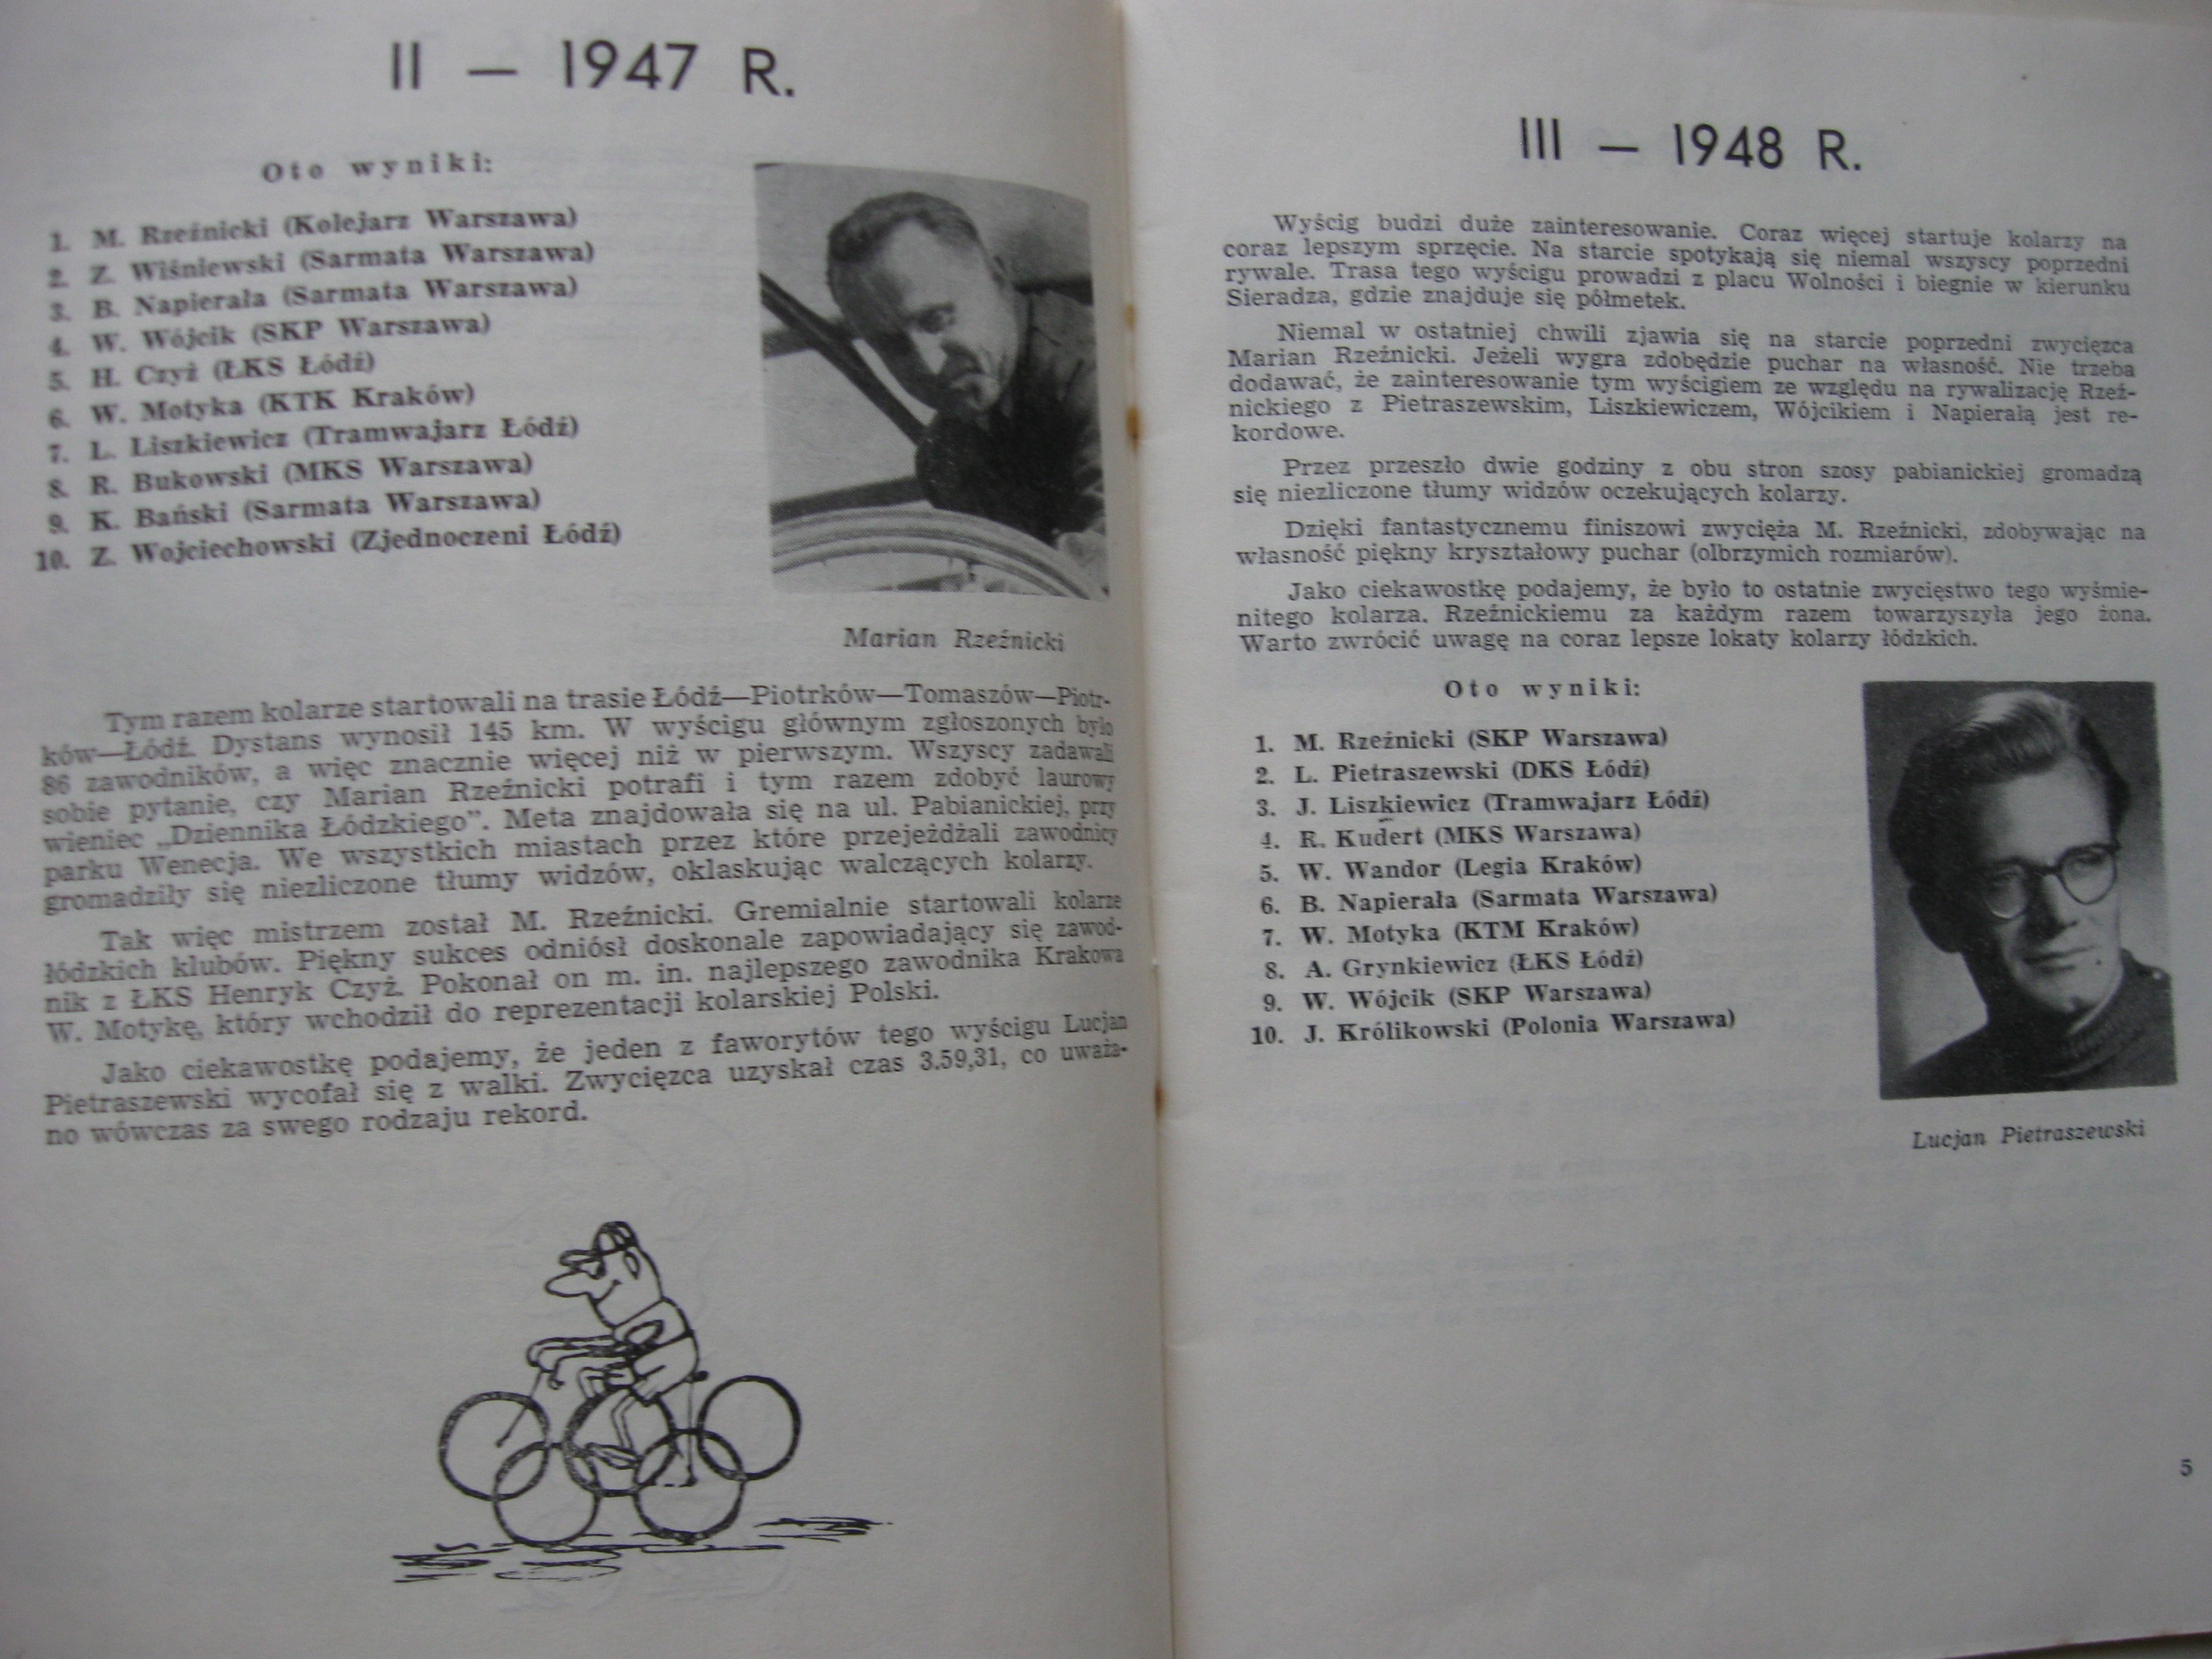 II — 1947 R.
Oto wyniki:
1. M. Rzeźnicki (Kolejarz Warszawa)
2. Z. Wiśniewski (Sarmata Warszawa)
3. B. Napierała (Sarmata Warszawa)
4. W. Wójcik (SKP Warszawa)
5. H. Czyż (ŁKS Łódź)
6. W. Motyka (KTK Kraków)
7. L. Liszkiewicz (Tramwajarz Łódź)
8. R. Bukowski (MKS Warszawa)
9. K. Bański (Sarmata Warszawa)
10. Z. Wojciechowski (Zjednoczeni Łódź)
Marian Rzeźnicki
Tym razem kolarze startowali na trasie Łódź—Piotrków—Tomaszów—Piotr-
ków—Łódź. Dystans wynosił 145 km. W wyścigu głównym zgłoszonych było
86 zawodników, a więc znacznie więcej niż w pierwszym. Wszyscy zadawali
sobie pytanie, czy Marian Rzeźnicki potrafi i tym razem zdobyć laurowy
wieniec „Dziennika Łódzkiego”. Meta znajdowała się na ul. Pabianickiej, przy
parku Wenecja. We wszystkich miastach przez które przejeżdżali zawodnicy
gromadziły się niezliczone tłumy widzów, oklaskując walczących kolarzy.
Tak więc mistrzem został M. Rzeźnicki. Gremialnie startowali kolarze
łódzkich klubów. Piękny sukces odniósł doskonale zapowiadający się zawod-
nik z ŁKS Henryk Czyż. Pokonał on m. in. najlepszego zawodnika Krakowa
W. Motykę, który wchodził do reprezentacji kolarskiej Polski.
Jako ciekawostkę podajemy, że jeden z faworytów tego wyścigu Lucjan
Pietraszewski wycofał się z walki. Zwycięzca uzyskał czas 3.59,31, co uważa-
no wówczas za swego rodzaju rekord.
III — 1948 R.
Wyścig budzi duże zainteresowanie. Coraz więcej startuje kolarzy na
coraz lepszym sprzęcie. Na starcie spotykają się niemal wszyscy poprzedni
rywale. Trasa tego wyścigu prowadzi z placu Wolności i biegnie w kierunku
Sieradza, gdzie znajduje się półmetek.
Niemal w ostatniej chwili zjawia się na starcie poprzedni zwycięzca
Marian Rzeźnicki. Jeżeli wygra zdobędzie puchar na własność. Nie trzeba
dodawać, że zainteresowanie tym wyścigiem ze względu na rywalizację Rzeź-
nickiego z Pietraszewskim, Liszkiewiczem, Wójcikiem i Napierałą jest re-
kordowe.
Przez przeszło dwie godziny z obu stron szosy pabianickiej gromadzą
się niezliczone tłumy widzów oczekujących kolarzy.
Dzięki fantastycznemu finiszowi zwycięża M. Rzeźnicki, zdobywając na
własność piękny kryształowy puchar (olbrzymich rozmiarów).
Jako ciekawostkę podajemy, że było to ostatnie zwycięstwo tego wyśmie-
nitego kolarza. Rzeźnickiemu za każdym razem towarzyszyła jego żona.
Warto zwrócić uwagę na coraz lepsze lokaty kolarzy łódzkich.
Oto wyniki:
1. M. Rzeźnicki (SKP Warszawa)
2. L. Pietraszewski (DKS Łódź)
3. J. Liszkiewicz (Tramwajarz Łódź)
4. R. Kudert (MKS Warszawa)
5. W. Wandor (Legia Kraków)
6. B. Napierała (Sarmata Warszawa)
7. W. Motyka (KTM Kraków)
8. A. Grynkiewicz (ŁKS Łódź)
9. W. Wójcik (SKP Warszawa)
10. J. Królikowski (Polonia Warszawa)
Lucjan Pietraszewski
5